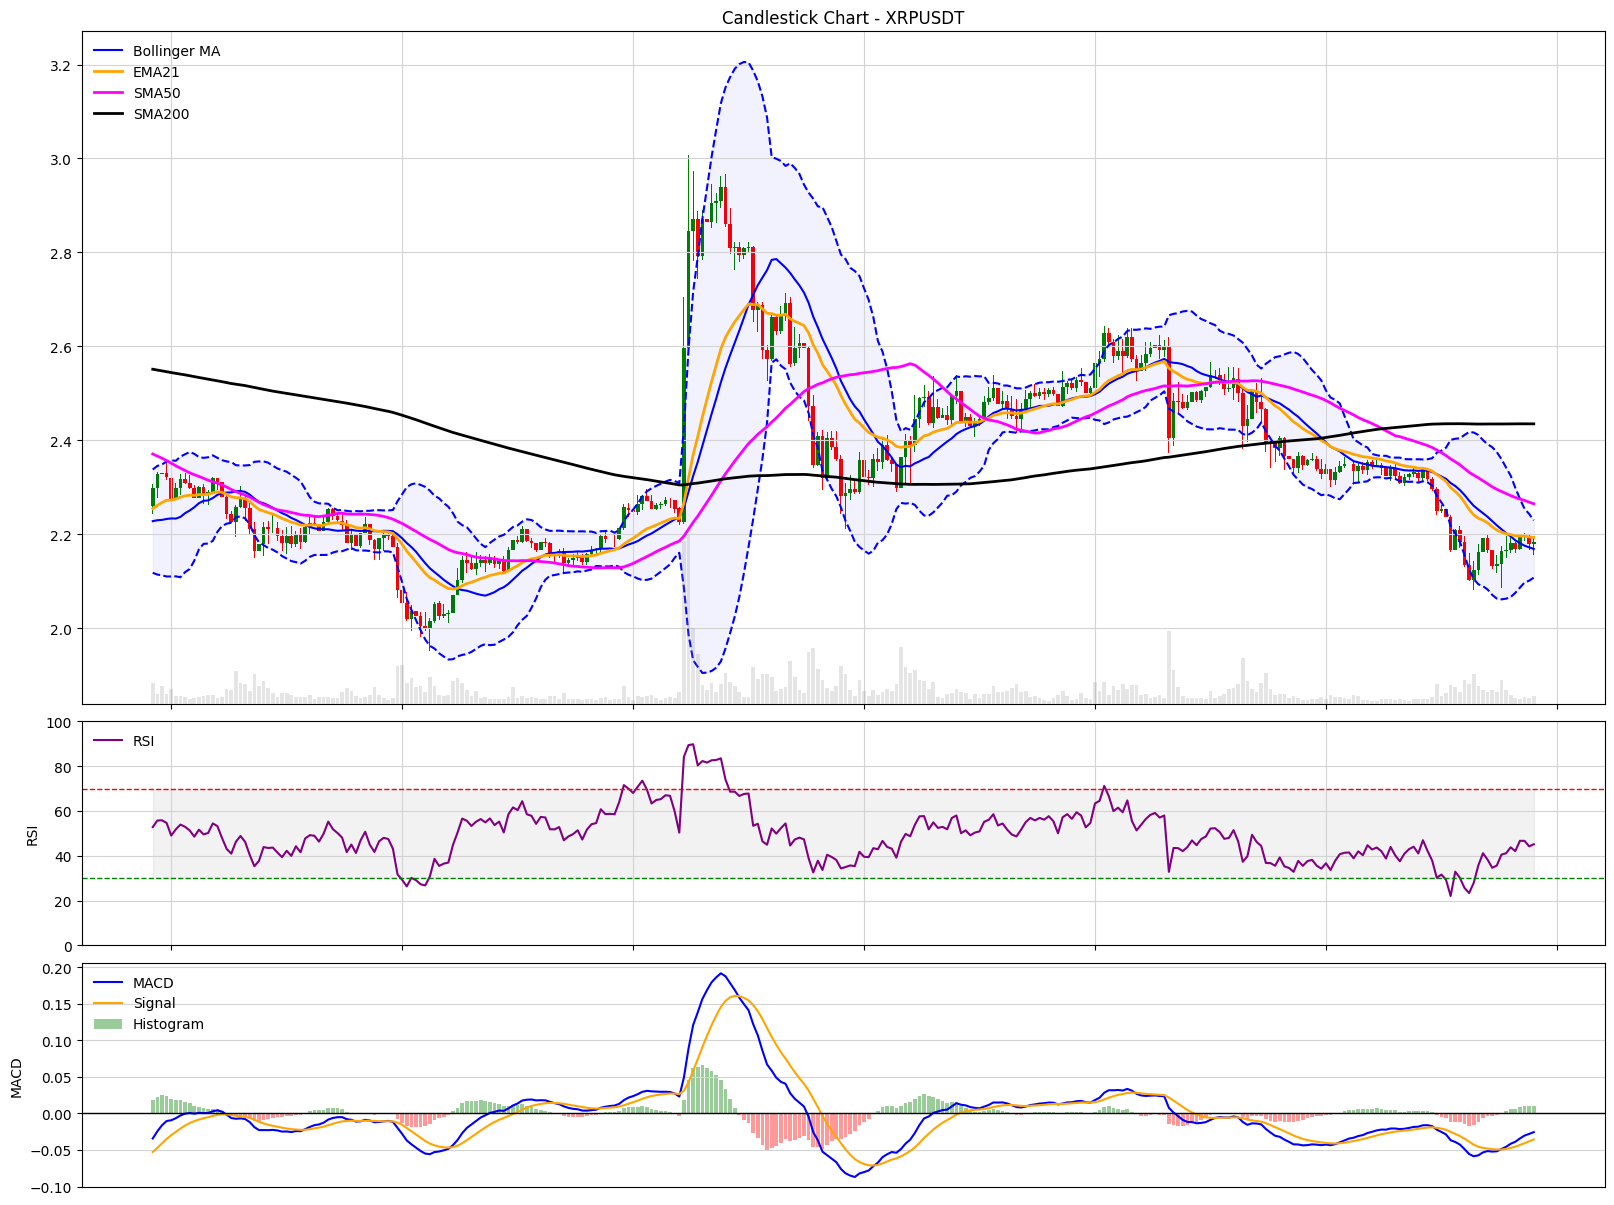 Candlestick Chart - XRPUSDT
Bollinger MA
EMA21
SMA50
SMA200
3.2
3.0
2.8
2.6
2.4
2.2
2.0
RSI
RSI
100
80
60
40
20
0
MACD
Signal
Histogram
MACD
0.20
0.15
0.10
0.05
0.00
−0.05
−0.10